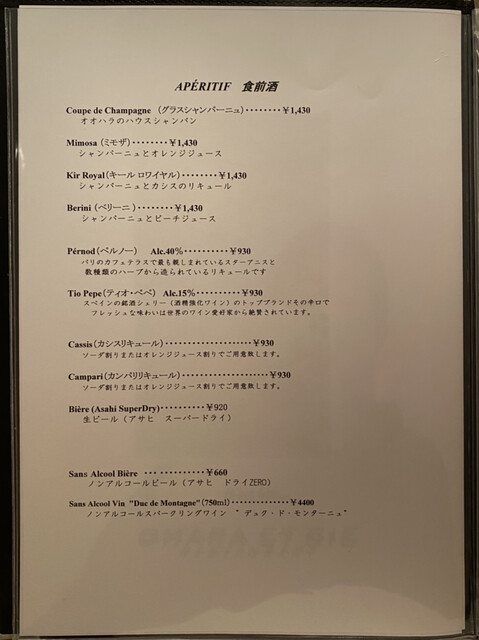 APÉRITIF 食前酒
Coupe de Champagne （グラスシャンパーニュ）········¥1,430
オオハラのハウスシャンパン
Mimosa（ミモザ）········¥1,430
シャンパーニュとオレンジジュース
Kir Royal（キール ロワイヤル）········¥1,430
シャンパーニュとカシスのリキュール
Berini（ベリーニ ）········¥1,430
シャンパーニュとピーチジュース
Pérnod（ペルノー） Alc.40%··········¥930
パリのカフェテラスで最も親しまれているスターアニスと
数種類のハーブから造られているリキュールです
Tio Pepe（ティオ・ペペ） Alc.15%··········¥930
スペインの銘酒シェリー（酒精強化ワイン）のトップブランドその辛口で
フレッシュな味わいは世界のワイン愛好家から絶賛されています。
Cassis（カシスリキュール）····················¥930
ソーダ割りまたはオレンジジュース割りでご用意致します。
Campari（カンパリリキュール）····················¥930
ソーダ割りまたはオレンジジュース割りでご用意致します。
Bière (Asahi SuperDry)··········¥920
生ビール（アサヒ スーパードライ）
Sans Alcool Bière ··· ············¥660
ノンアルコールビール（アサヒ ドライZERO）
Sans Alcool Vin "Duc de Montagne"（750ml）··············¥4400
ノンアルコールスパークリングワイン " デュク・ド・モンターニュ"